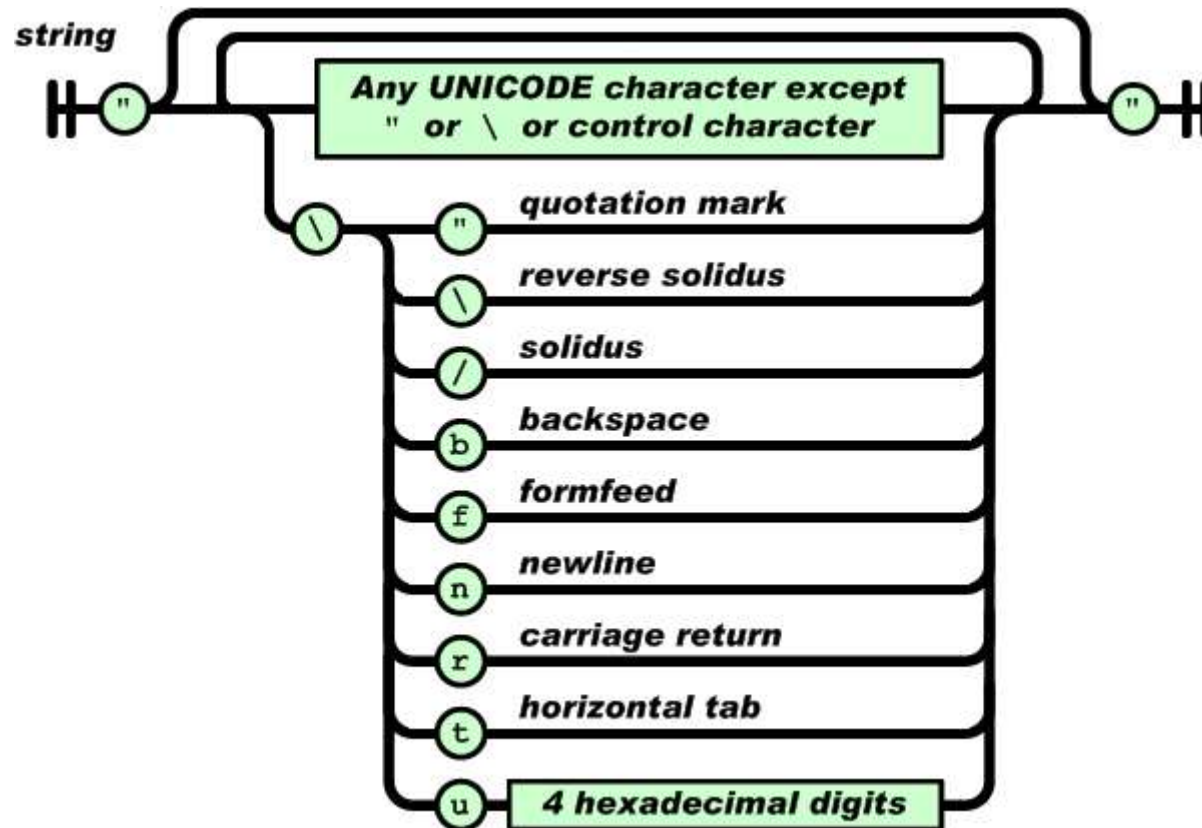 string
"
Any UNICODE character except
" or \ or control character
"
\
" quotation mark
\ reverse solidus
/ solidus
b backspace
f formfeed
n newline
r carriage return
t horizontal tab
u 4 hexadecimal digits